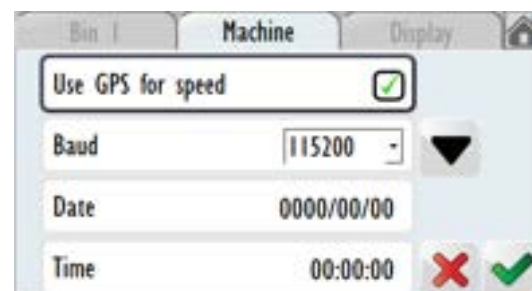 Bin 1 Machine Display
Use GPS for speed
Baud 115200
Date 0000/00/00
Time 00:00:00